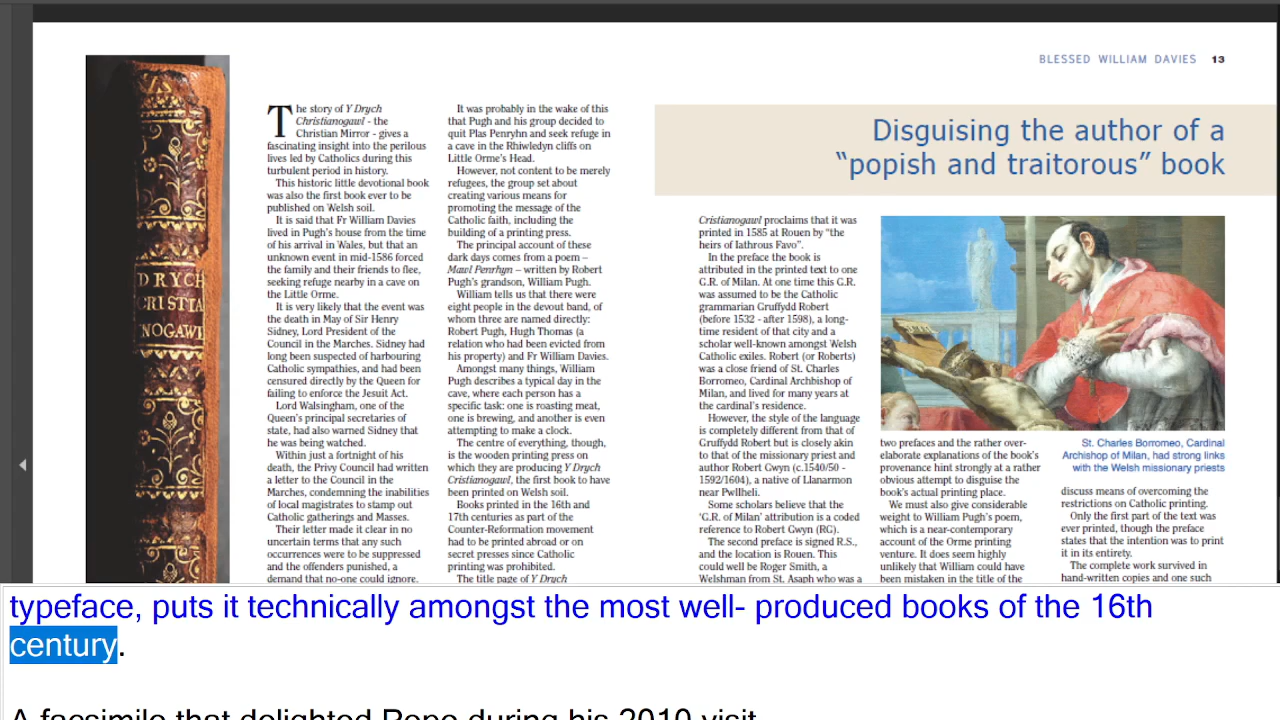 BLESSED WILLIAM DAVIES 13
The story of Y Drych
Christianogawl - the
Christian Mirror - gives a
fascinating insight into the perilous
lives led by Catholics during this
turbulent period in history.
This historic little devotional book
was also the first book ever to be
published on Welsh soil.
It is said that Fr William Davies
lived in Pugh's house from the time
of his arrival in Wales, but that an
unknown event in mid-1586 forced
the family and their friends to flee,
seeking refuge nearby in a cave on
the Little Orme.
It is very likely that the event was
the death in May of Sir Henry
Sidney, Lord President of the
Council in the Marches. Sidney had
long been suspected of harbouring
Catholic sympathies, and had been
censured directly by the Queen for
failing to enforce the Jesuit Act.
Lord Walsingham, one of the
Queen's principal secretaries of
state, had also warned Sidney that
he was being watched.
Within just a fortnight of his
death, the Privy Council had written
a letter to the Council in the
Marches, condemning the inabilities
of local magistrates to stamp out
Catholic gatherings and Masses.
Their letter made it clear in no
uncertain terms that any such
occurrences were to be suppressed
and the offenders punished, a
demand that no-one could ignore.
It was probably in the wake of this
that Pugh and his group decided to
quit Plas Penryhn and seek refuge in
a cave in the Rhiwledyn cliffs on
Little Orme's Head.
However, not content to be merely
refugees, the group set about
creating various means for
promoting the message of the
Catholic faith, including the
building of a printing press.
The principal account of these
dark days comes from a poem –
Mawl Penrhyn – written by Robert
Pugh's grandson, William Pugh.
William tells us that there were
eight people in the devout band, of
whom three are named directly:
Robert Pugh, Hugh Thomas (a
relation who had been evicted from
his property) and Fr William Davies.
Amongst many things, William
Pugh describes a typical day in the
cave, where each person has a
specific task: one is roasting meat,
one is brewing, and another is even
attempting to make a clock.
The centre of everything, though,
is the wooden printing press on
which they are producing Y Drych
Cristianogawl, the first book to have
been printed on Welsh soil.
Books printed in the 16th and
17th centuries as part of the
Counter-Reformation movement
had to be printed abroad or on
secret presses since Catholic
printing was prohibited.
The title page of Y Drych
Disguising the author of a
“popish and traitorous” book
Cristianogawl proclaims that it was
printed in 1585 at Rouen by “the
heirs of Iathrous Favo”.
In the preface the book is
attributed in the printed text to one
G.R. of Milan. At one time this G.R.
was assumed to be the Catholic
grammarian Gruffydd Robert
(before 1532 - after 1598), a long-
time resident of that city and a
scholar well-known amongst Welsh
Catholic exiles. Robert (or Roberts)
was a close friend of St. Charles
Borromeo, Cardinal Archbishop of
Milan, and lived for many years at
the cardinal's residence.
However, the style of the language
is completely different from that of
Gruffydd Robert but is closely akin
to that of the missionary priest and
author Robert Gwyn (c.1540/50 -
1592/1604), a native of Llanarmon
near Pwllheli.
Some scholars believe that the
‘G.R. of Milan’ attribution is a coded
reference to Robert Gwyn (RG).
The second preface is signed R.S.,
and the location is Rouen. This
could well be Roger Smith, a
Welshman from St. Asaph who was a
two prefaces and the rather over-
elaborate explanations of the book's
provenance hint strongly at a rather
obvious attempt to disguise the
book's actual printing place.
We must also give considerable
weight to William Pugh's poem,
which is a near-contemporary
account of the Orme printing
venture. It does seem highly
unlikely that William could have
been mistaken in the title of the
St. Charles Borromeo, Cardinal
Archishop of Milan, had strong links
with the Welsh missionary priests
discuss means of overcoming the
restrictions on Catholic printing.
Only the first part of the text was
ever printed, though the preface
states that the intention was to print
it in its entirety.
The complete work survived in
hand-written copies and one such
DRYCH
CRISTIA
NOGAWL
typeface, puts it technically amongst the most well- produced books of the 16th
century.
A facsimile that delighted Pope during his 2010 visit